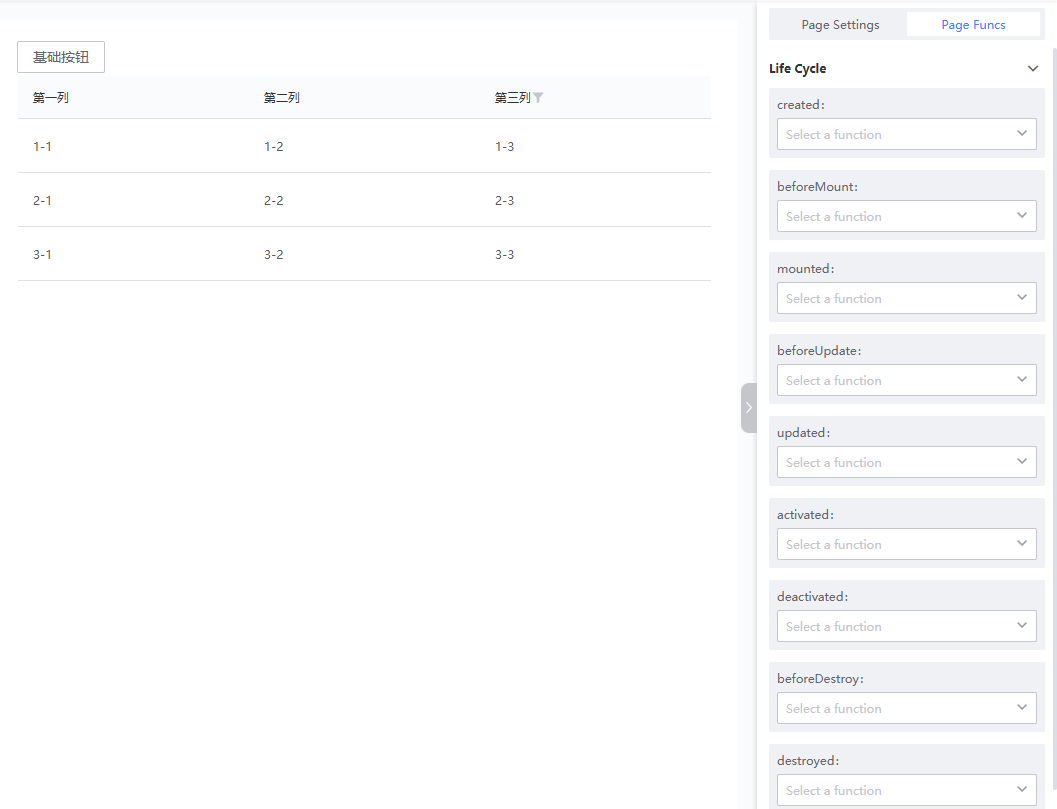 基础按钮
第一列 第二列 第三列
1-1 1-2 1-3
2-1 2-2 2-3
3-1 3-2 3-3
Page Settings Page Funcs
Life Cycle
created:
Select a function
beforeMount:
Select a function
mounted:
Select a function
beforeUpdate:
Select a function
updated:
Select a function
activated:
Select a function
deactivated:
Select a function
beforeDestroy:
Select a function
destroyed:
Select a function